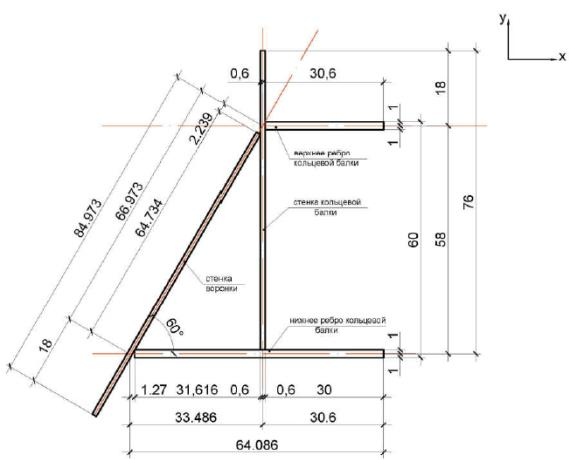 y
x
0,6
30,6
18
1
1
2.239
верхнее ребро
кольцевой балки
84.973
66.973
64.734
стенка кольцевой
балки
60
58
76
стенка
воронки
60°
нижнее ребро кольцевой
балки
18
1
1
1.27
31,616
0,6
0,6
30
33.486
30.6
64.086